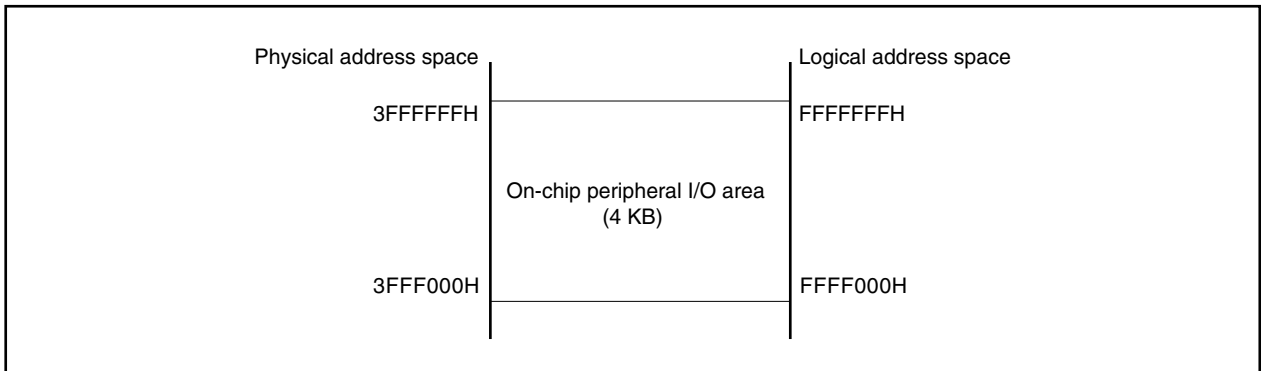 Physical address space
Logical address space
3FFFFFFH
FFFFFFFH
On-chip peripheral I/O area
(4 KB)
3FFF000H
FFFF000H